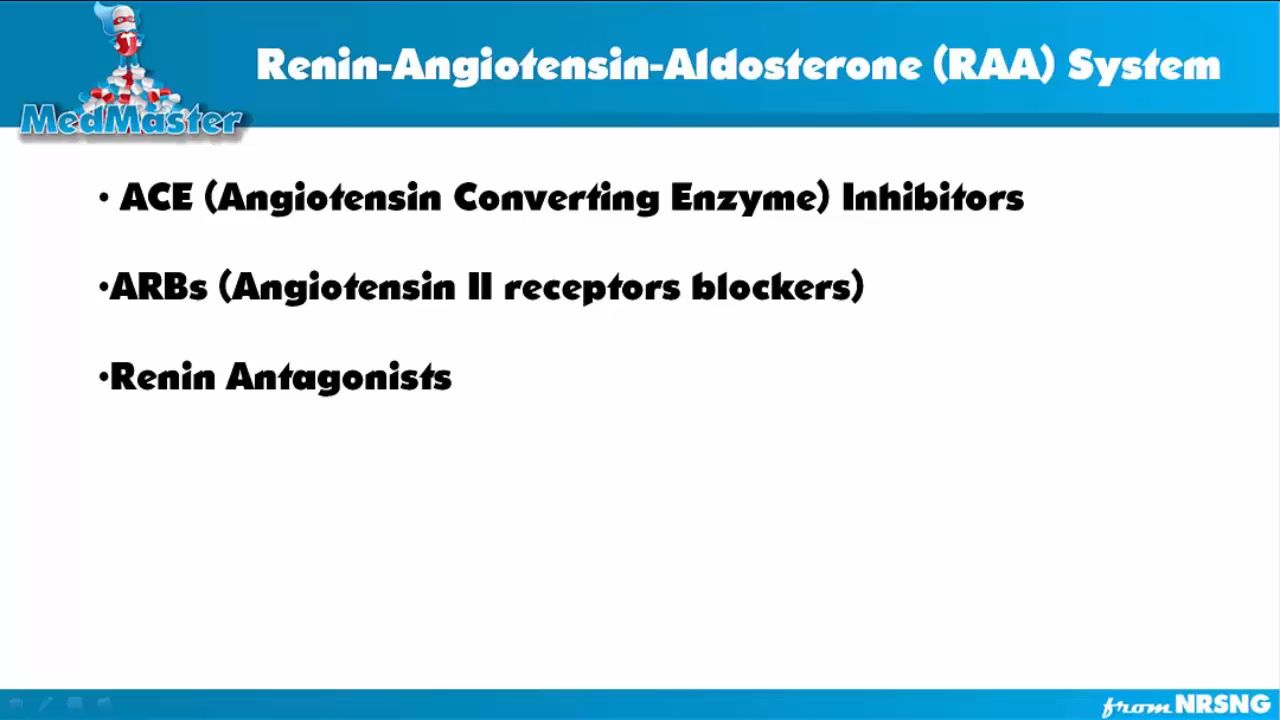 Renin-Angiotensin-Aldosterone (RAA) System
MedMaster
• ACE (Angiotensin Converting Enzyme) Inhibitors
•ARBs (Angiotensin II receptors blockers)
•Renin Antagonists
from NRSNG